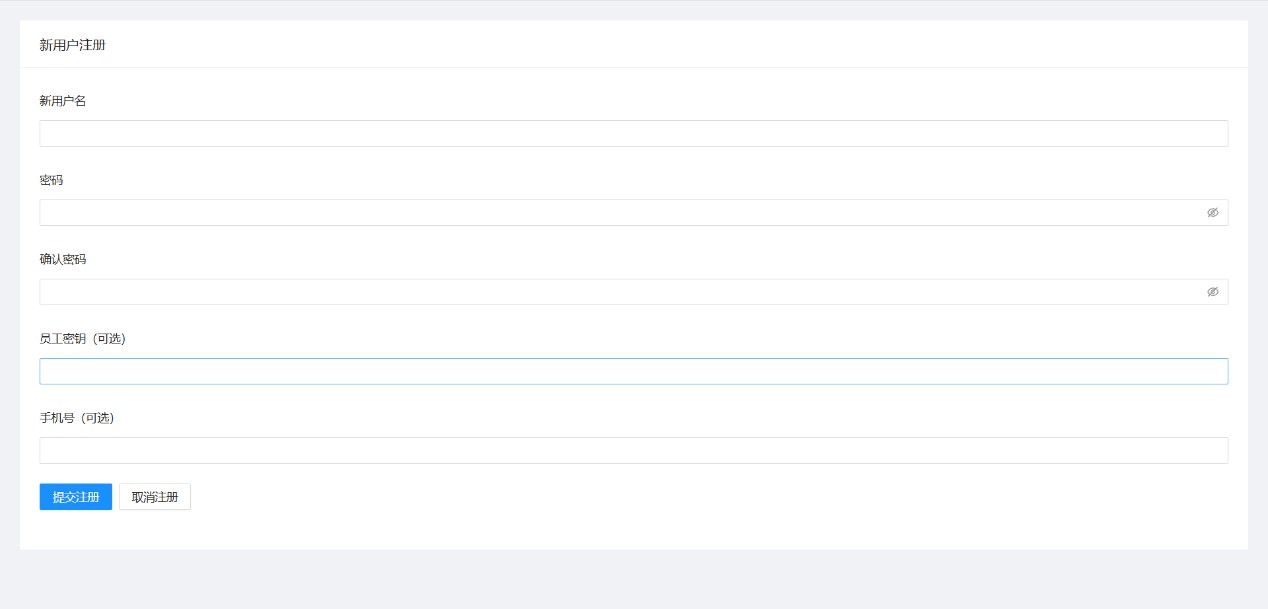 新用户注册
新用户名
密码
确认密码
员工密钥（可选）
手机号（可选）
提交注册 取消注册